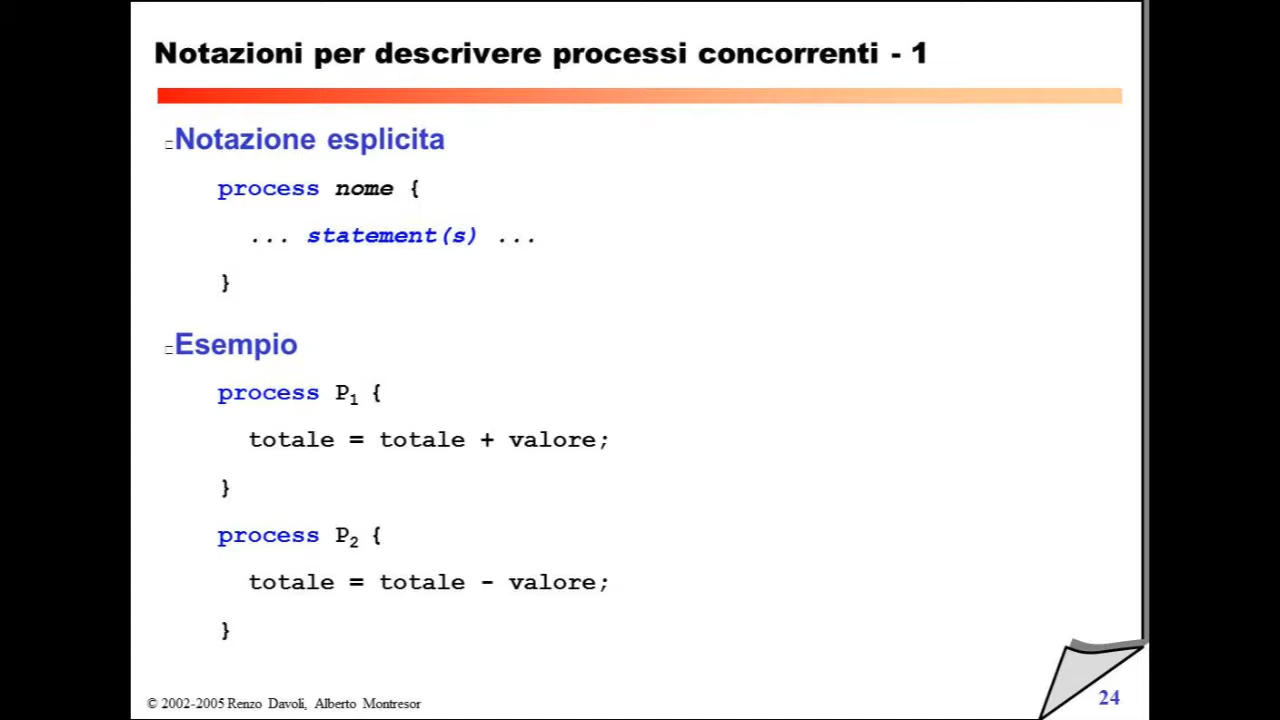 Notazioni per descrivere processi concorrenti - 1
Notazione esplicita
process nome {
... statement(s) ...
}
Esempio
process P₁ {
totale = totale + valore;
}
process P₂ {
totale = totale - valore;
}
© 2002-2005 Renzo Davoli, Alberto Montresor
24